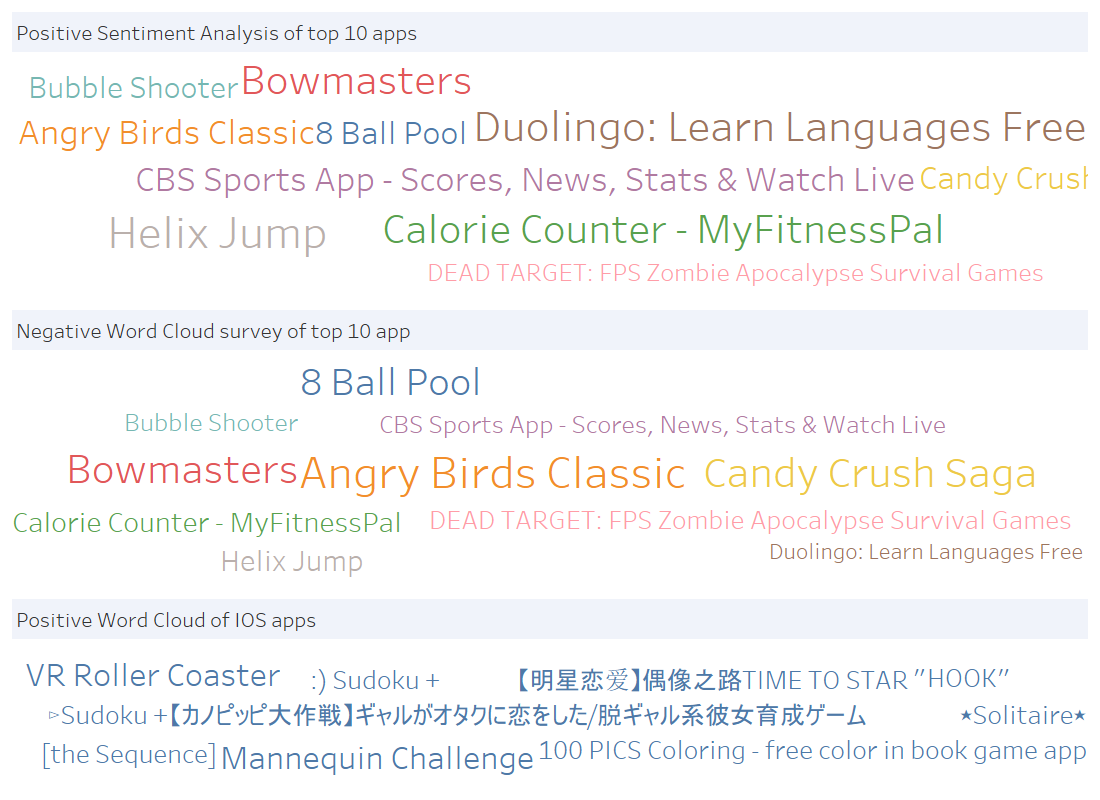 Positive Sentiment Analysis of top 10 apps
Bubble Shooter Bowmasters
Angry Birds Classic 8 Ball Pool Duolingo: Learn Languages Free
CBS Sports App - Scores, News, Stats & Watch Live Candy Crush
Helix Jump Calorie Counter - MyFitnessPal
DEAD TARGET: FPS Zombie Apocalypse Survival Games
Negative Word Cloud survey of top 10 app
8 Ball Pool
Bubble Shooter CBS Sports App - Scores, News, Stats & Watch Live
Bowmasters Angry Birds Classic Candy Crush Saga
Calorie Counter - MyFitnessPal DEAD TARGET: FPS Zombie Apocalypse Survival Games
Helix Jump Duolingo: Learn Languages Free
Positive Word Cloud of IOS apps
VR Roller Coaster :) Sudoku + 【明星恋爱】偶像之路TIME TO STAR "HOOK"
▻Sudoku + 【カノピッピ大作戦】ギャルがオタクに恋をした/脱ギャル系彼女育成ゲーム ★Solitaire★
[the Sequence] Mannequin Challenge 100 PICS Coloring - free color in book game app